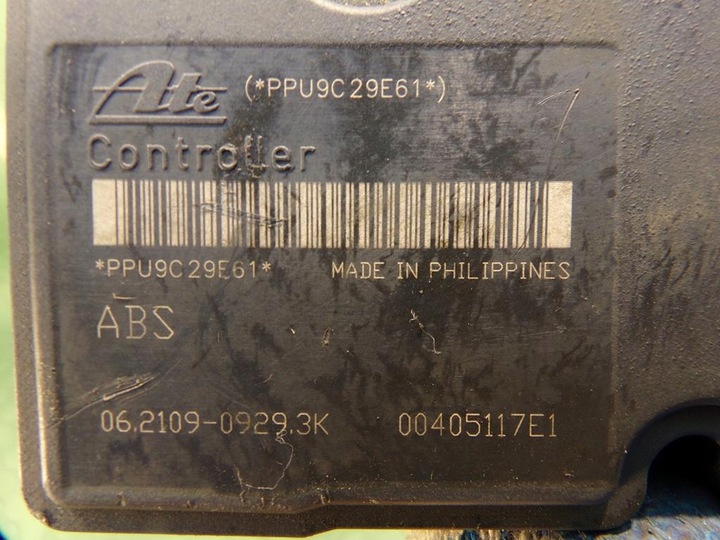 Ate (*PPU9C29E61*)
Controller
*PPU9C29E61* MADE IN PHILIPPINES
ABS
06.2109-0929.3K 00405117E1